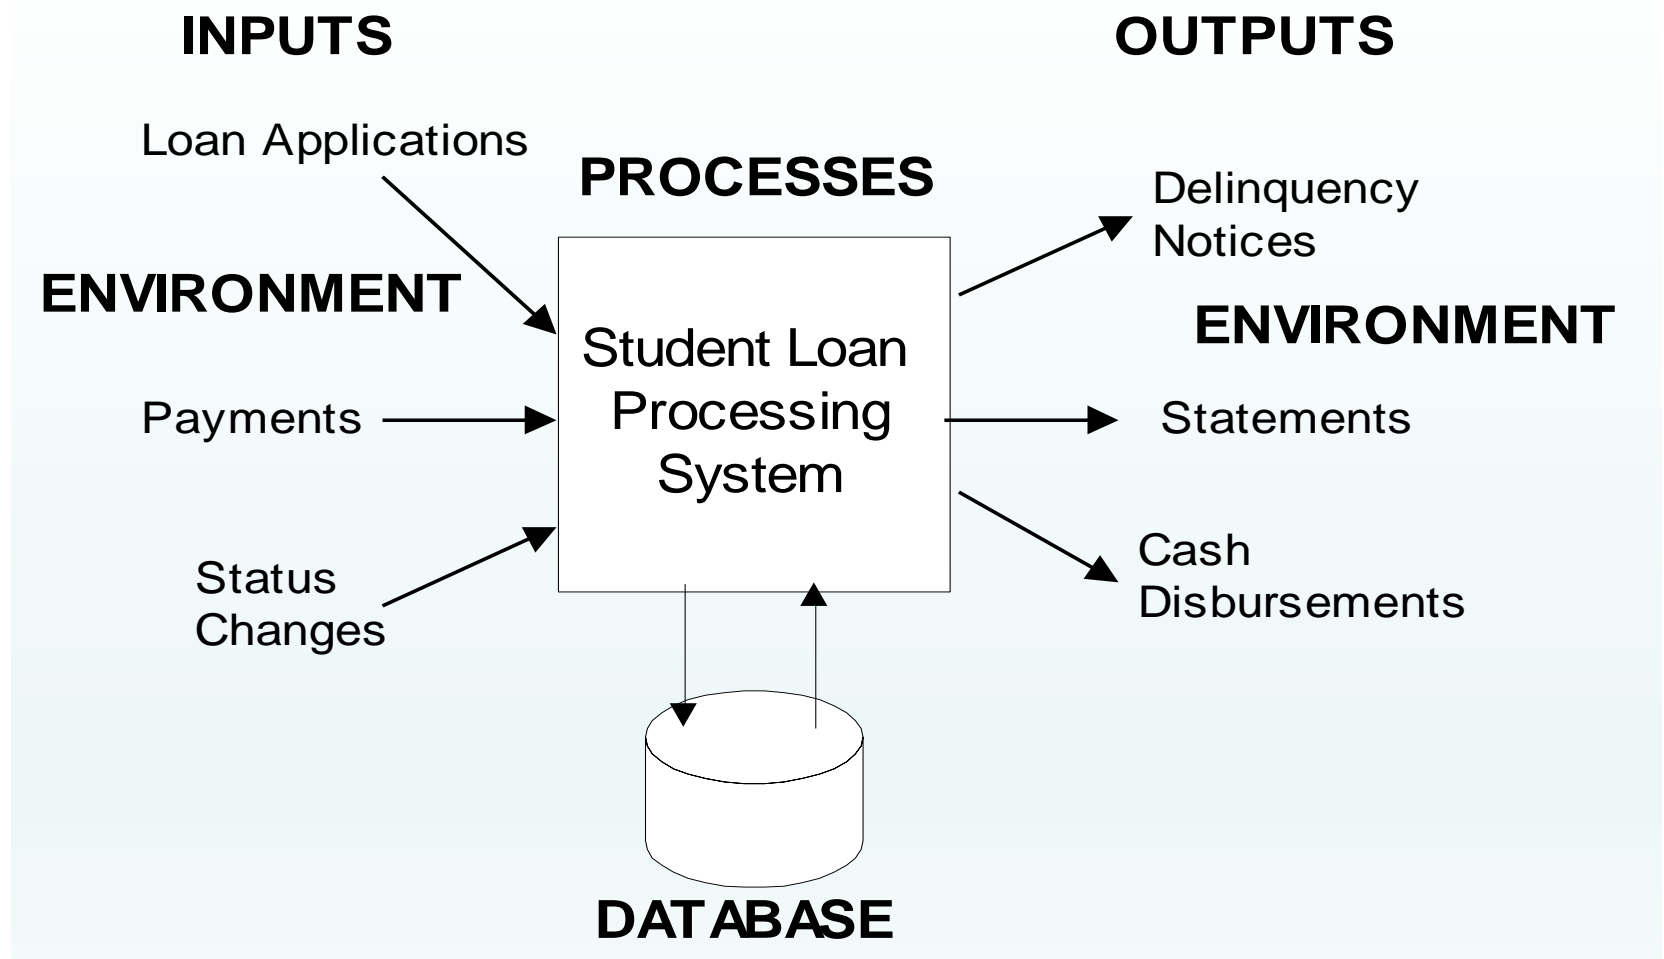 INPUTS
OUTPUTS
Loan Applications
PROCESSES
Delinquency
Notices
ENVIRONMENT
ENVIRONMENT
Student Loan
Processing
System
Payments
Statements
Status
Changes
Cash
Disbursements
DATABASE